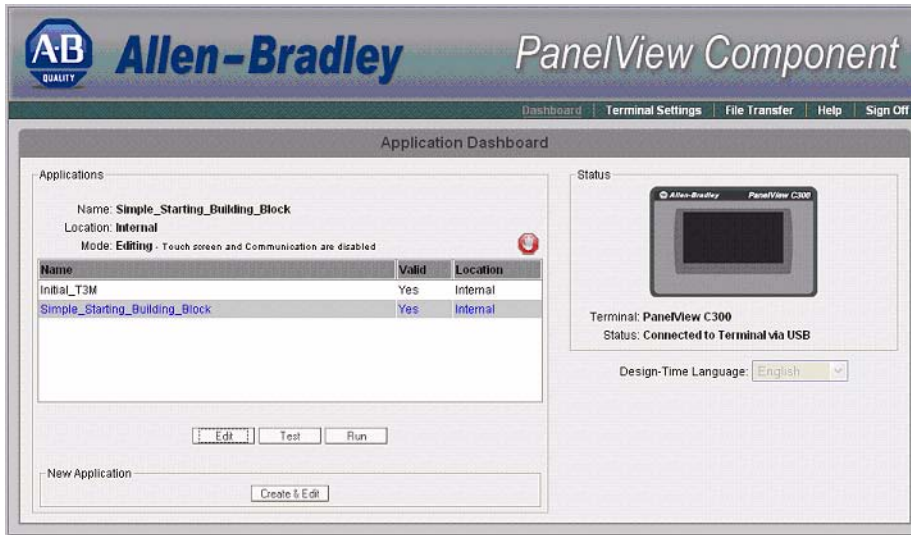 AB
QUALITY
Allen-Bradley
PanelView Component
Dashboard Terminal Settings File Transfer Help Sign Off
Application Dashboard
Applications
Name: Simple_Starting_Building_Block
Location: Internal
Mode: Editing - Touch screen and Communication are disabled
Name Valid Location
Initial_T3M Yes Internal
Simple_Starting_Building_Block Yes Internal
Edit Test Run
New Application
Create & Edit
Status
Allen-Bradley PanelView C300
Terminal: PanelView C300
Status: Connected to Terminal via USB
Design-Time Language: English